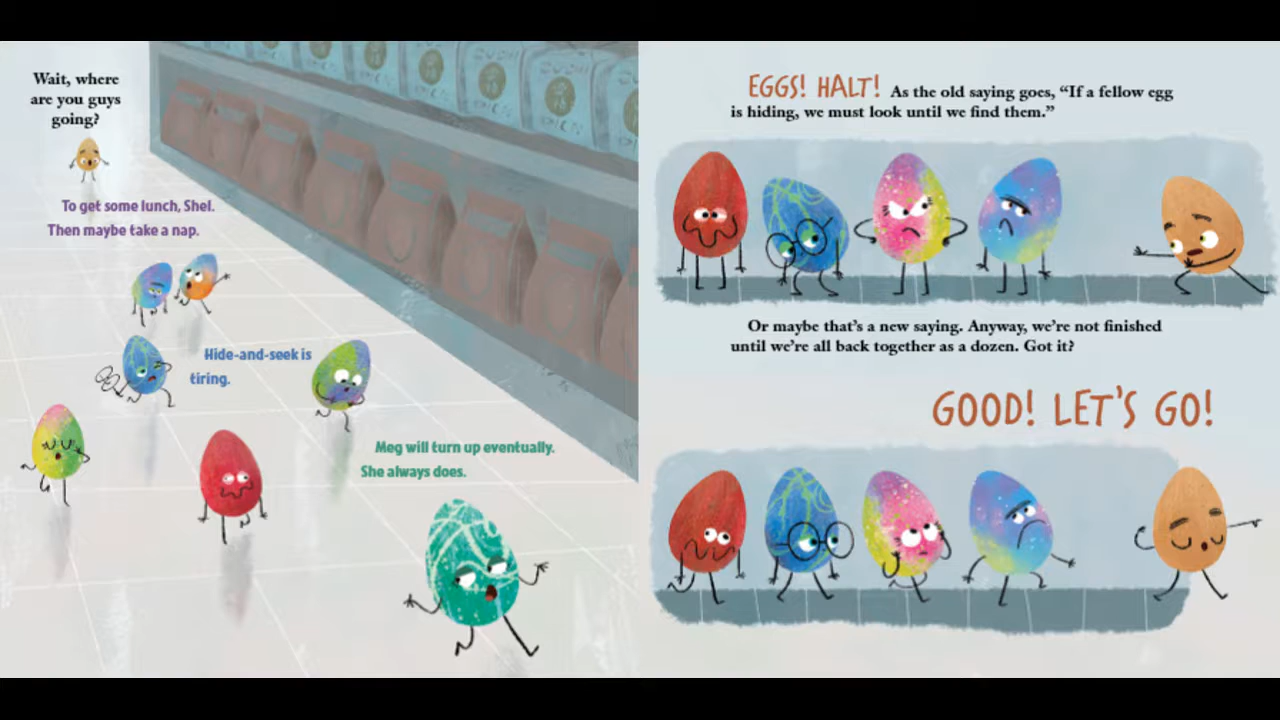 Wait, where
are you guys
going?
To get some lunch, Shel.
Then maybe take a nap.
Hide-and-seek is
tiring.
Meg will turn up eventually.
She always does.
EGGS! HALT! As the old saying goes, “If a fellow egg
is hiding, we must look until we find them.”
Or maybe that’s a new saying. Anyway, we’re not finished
until we’re all back together as a dozen. Got it?
GOOD! LET’S GO!